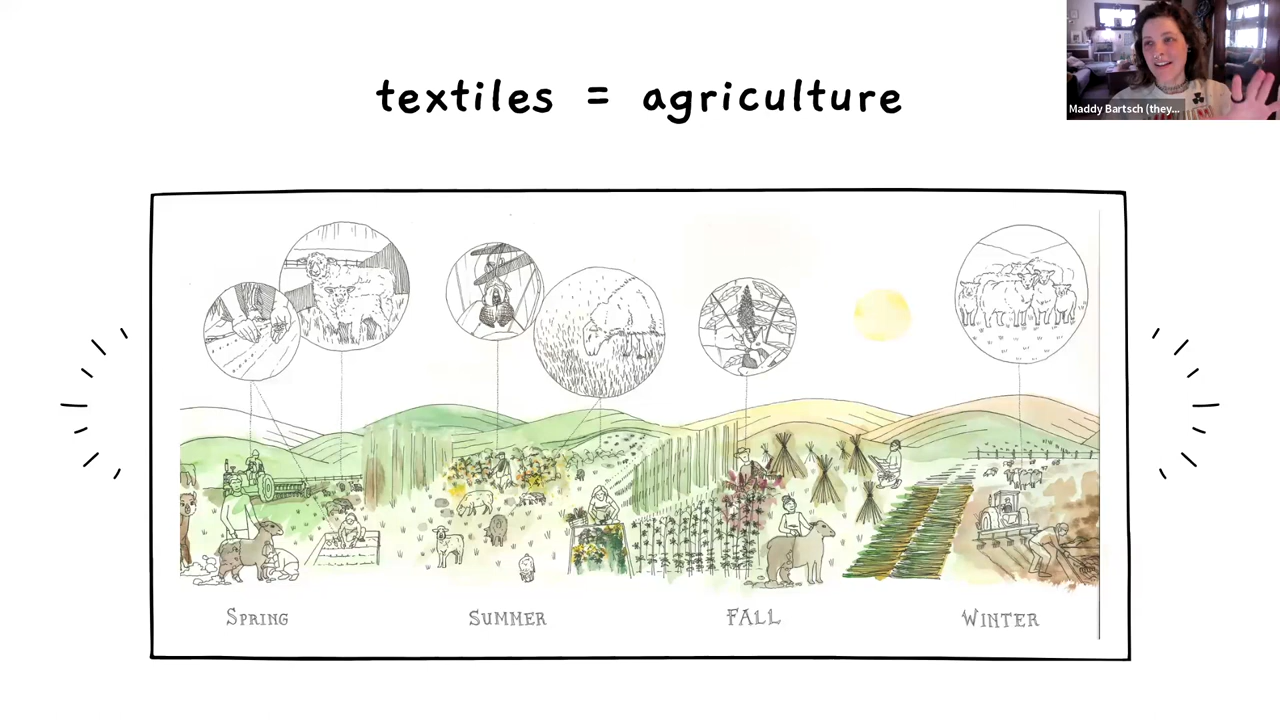 textiles = agriculture
Maddy Bartsch (they...
Spring
Summer
Fall
Winter